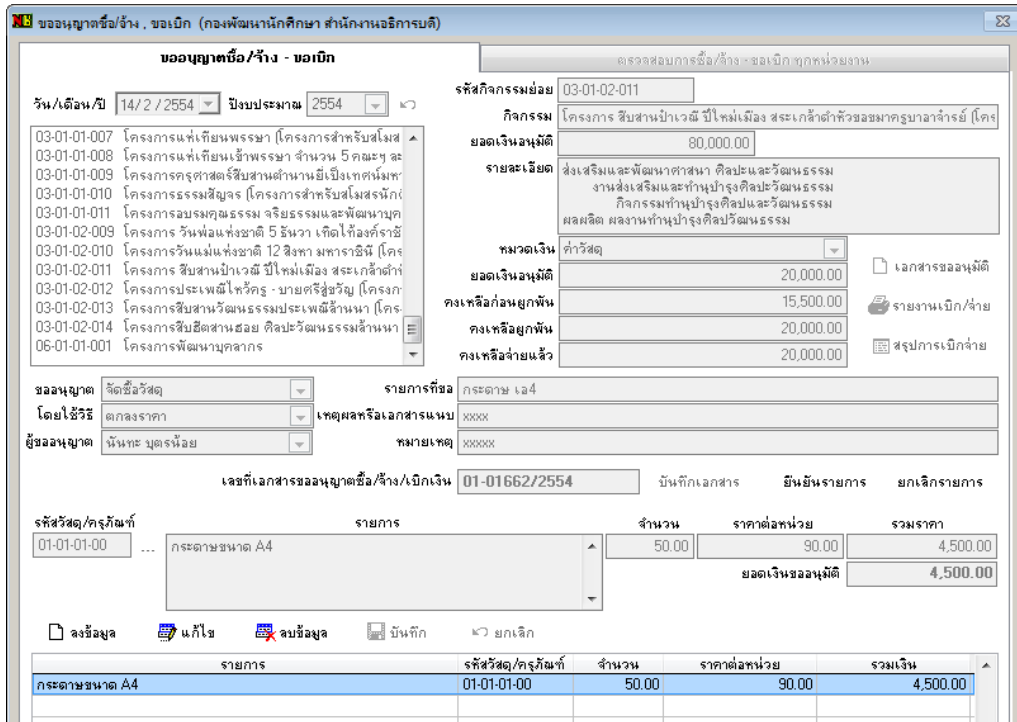 ขออนุญาตซื้อ/จ้าง , ขอเบิก (กองพัฒนานักศึกษา สำนักงานอธิการบดี)
ขออนุญาตซื้อ/จ้าง - ขอเบิก
ตรวจสอบการซื้อ/จ้าง - ขอเบิก ทุกหน่วยงาน
วัน/เดือน/ปี 14/ 2 / 2554 ปีงบประมาณ 2554
03-01-01-007 โครงการแห่เทียนพรรษา (โครงการสำหรับสโมส
03-01-01-008 โครงการแห่เทียนเข้าพรรษา จำนวน 5 คณะๆ ละ
03-01-01-009 โครงการครุศาสตร์สืบสานตำนานยี่เป็งเทศน์มหา
03-01-01-010 โครงการธรรมสัญจร (โครงการสำหรับสโมสรนักศ
03-01-01-011 โครงการอบรมคุณธรรม จริยธรรมและพัฒนาบุค
03-01-02-009 โครงการ วันพ่อแห่งชาติ 5 ธันวา เทิดไท้องค์ราชั
03-01-02-010 โครงการวันแม่แห่งชาติ 12 สิงหา มหาราชินี (โคร
03-01-02-011 โครงการ สืบสานป๋าเวณี ปี๋ใหม่เมือง สระเกล้าดำหั
03-01-02-012 โครงการประเพณีไหว้ครู - บายศรีสู่ขวัญ (โครงกา
03-01-02-013 โครงการสืบสานวัฒนธรรมประเพณีล้านนา (โคร
03-01-02-014 โครงการสืบฮีตสานฮอย ศิลปะวัฒนธรรมล้านนา
06-01-01-001 โครงการพัฒนาบุคลากร
รหัสกิจกรรมย่อย 03-01-02-011
กิจกรรม โครงการ สืบสานป๋าเวณี ปี๋ใหม่เมือง สระเกล้าดำหัวขอขมาครูบาอาจารย์ (โคร
ยอดเงินอนุมัติ 80,000.00
รายละเอียด ส่งเสริมและพัฒนาศาสนา ศิลปะและวัฒนธรรม
งานส่งเสริมและทำนุบำรุงศิลปะวัฒนธรรม
กิจกรรมทำนุบำรุงศิลปและวัฒนธรรม
ผลผลิต ผลงานทำนุบำรุงศิลปวัฒนธรรม
หมวดเงิน ค่าวัสดุ
ยอดเงินอนุมัติ 20,000.00
คงเหลือก่อนผูกพัน 15,500.00
คงเหลือผูกพัน 20,000.00
คงเหลือจ่ายแล้ว 20,000.00
เอกสารขออนุมัติ
รายงานเบิก/จ่าย
สรุปการเบิกจ่าย
ขออนุญาต จัดซื้อวัสดุ รายการที่ขอ กระดาษ เอ4
โดยใช้วิธี ตกลงราคา เหตุผลหรือเอกสารแนบ xxxx
ผู้ขออนุญาต นันทะ บุตรน้อย หมายเหตุ xxxxx
เลขที่เอกสารขออนุญาตซื้อ/จ้าง/เบิกเงิน 01-01662/2554 บันทึกเอกสาร ยืนยันรายการ ยกเลิกรายการ
รหัสวัสดุ/ครุภัณฑ์ รายการ จำนวน ราคาต่อหน่วย รวมราคา
01-01-01-00 ... กระดาษขนาด A4 50.00 90.00 4,500.00
ยอดเงินขออนุมัติ 4,500.00
ลงข้อมูล แก้ไข ลบข้อมูล บันทึก ยกเลิก
รายการ รหัสวัสดุ/ครุภัณฑ์ จำนวน ราคาต่อหน่วย รวมเงิน
กระดาษขนาด A4 01-01-01-00 50.00 90.00 4,500.00